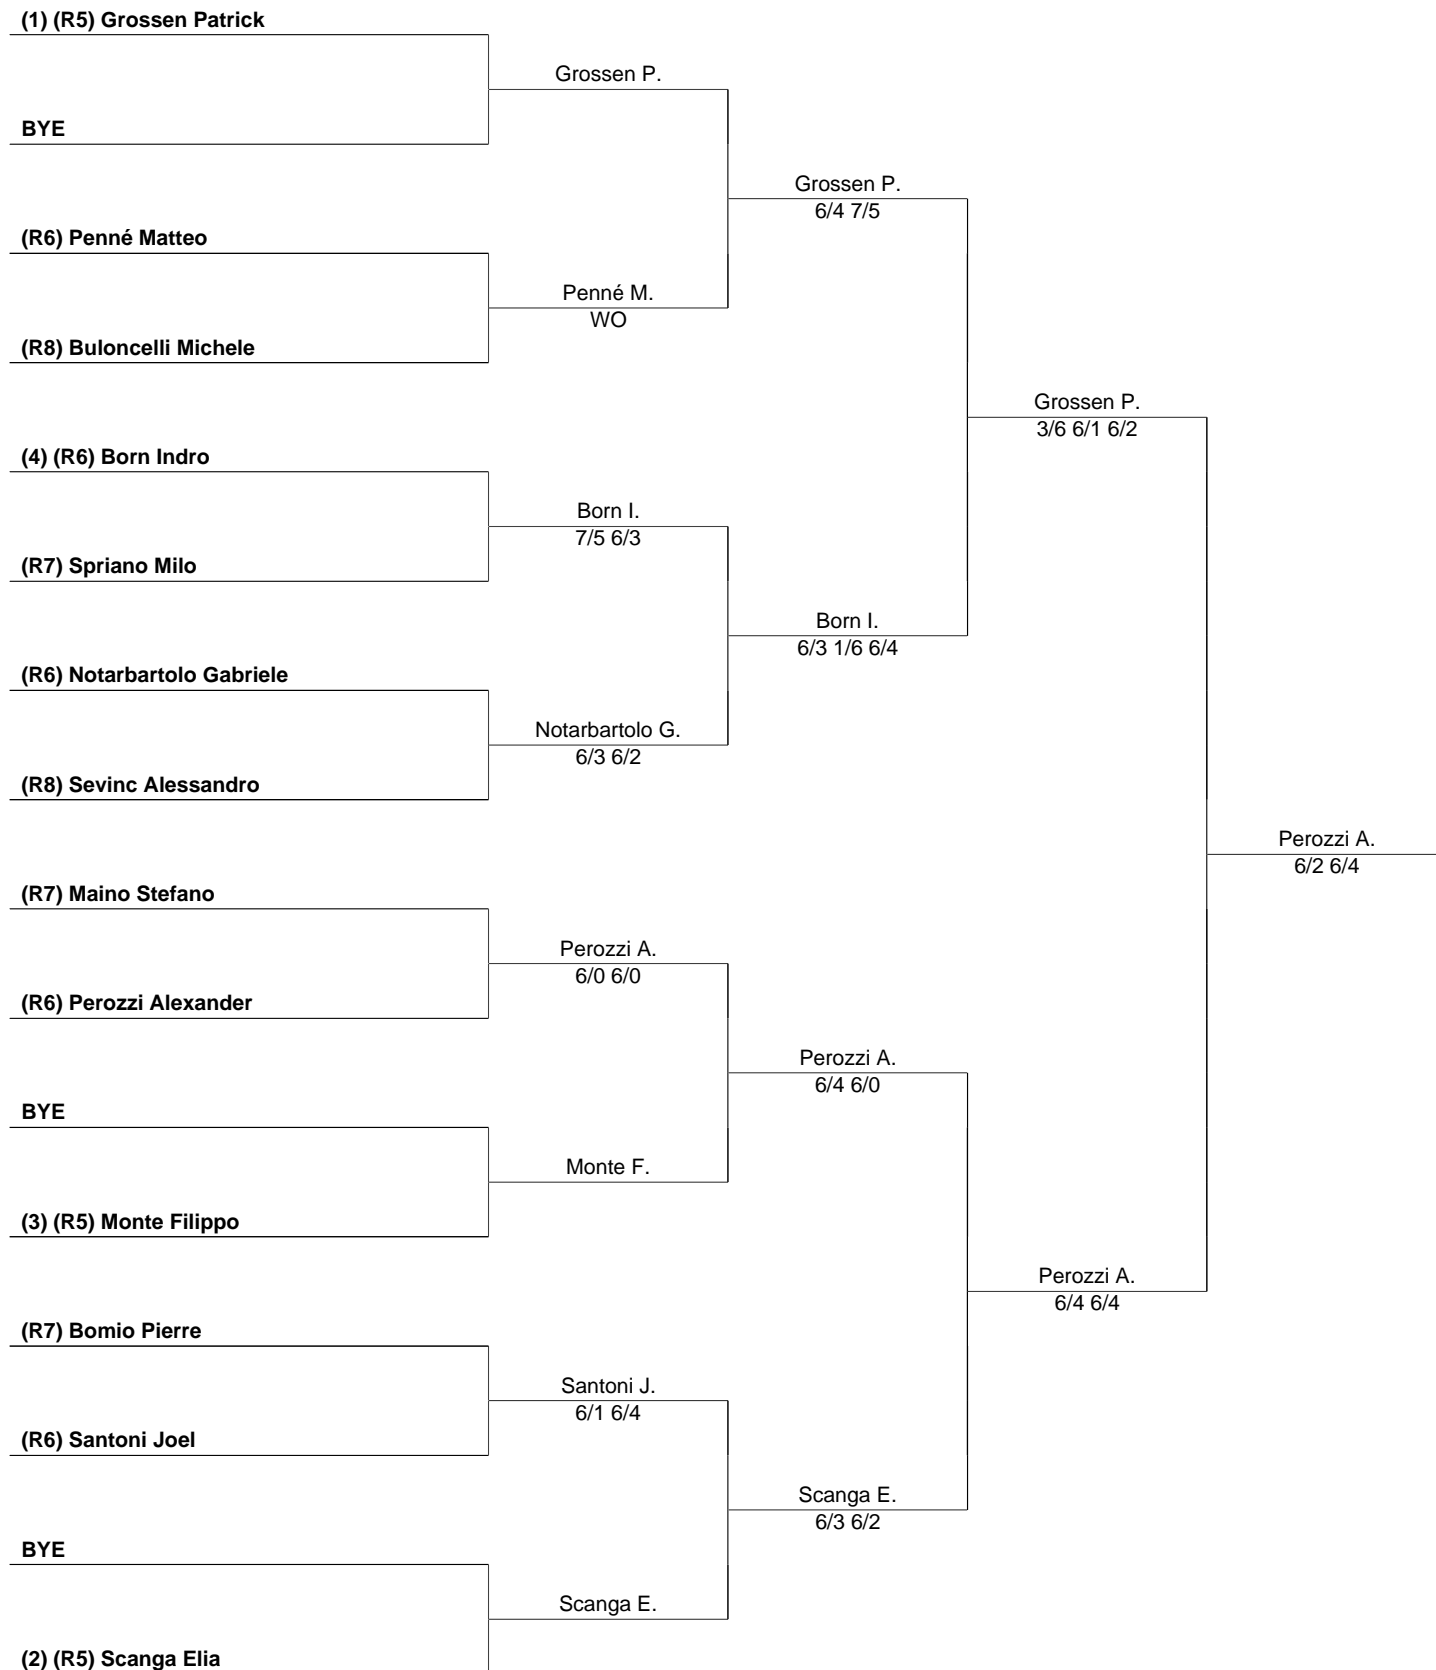 (1) (R5) Grossen Patrick
Grossen P.
BYE
Grossen P.
6/4 7/5
(R6) Penné Matteo
Penné M.
WO
(R8) Buloncelli Michele
Grossen P.
3/6 6/1 6/2
(4) (R6) Born Indro
Born I.
7/5 6/3
(R7) Spriano Milo
Born I.
6/3 1/6 6/4
(R6) Notarbartolo Gabriele
Notarbartolo G.
6/3 6/2
(R8) Sevinc Alessandro
Perozzi A.
6/2 6/4
(R7) Maino Stefano
Perozzi A.
6/0 6/0
(R6) Perozzi Alexander
Perozzi A.
6/4 6/0
BYE
Monte F.
(3) (R5) Monte Filippo
Perozzi A.
6/4 6/4
(R7) Bomio Pierre
Santoni J.
6/1 6/4
(R6) Santoni Joel
Scanga E.
6/3 6/2
BYE
Scanga E.
(2) (R5) Scanga Elia